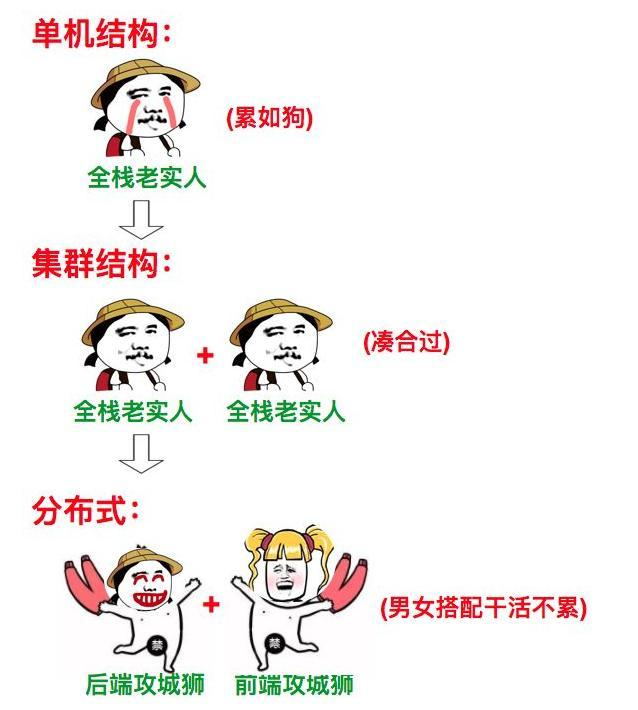 单机结构：
(累如狗)
全栈老实人
集群结构：
+
(凑合过)
全栈老实人 全栈老实人
分布式：
+
(男女搭配干活不累)
禁 禁
后端攻城狮 前端攻城狮